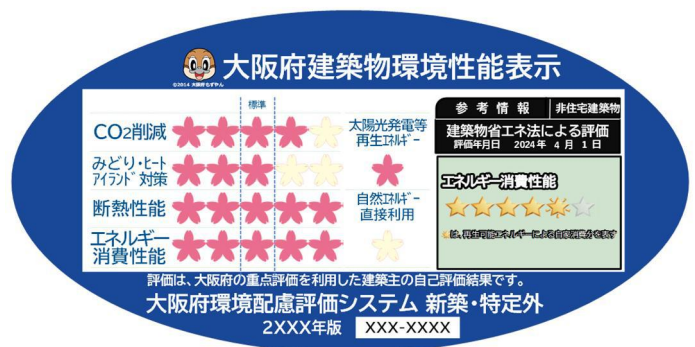 大阪府建築物環境性能表示
©2014 大阪府もずやん
標準
CO2削減
みどり・ヒート
アイランド対策
断熱性能
エネルギー
消費性能
太陽光発電等
再生エネルギー
自然エネルギー
直接利用
参考情報 非住宅建築物
建築物省エネ法による評価
評価年月日 2024年 4月 1日
エネルギー消費性能
は、再生可能エネルギーによる自家消費分を表す
評価は、大阪府の重点評価を利用した建築主の自己評価結果です。
大阪府環境配慮評価システム 新築・特定外
2XXX年版 XXX-XXXX